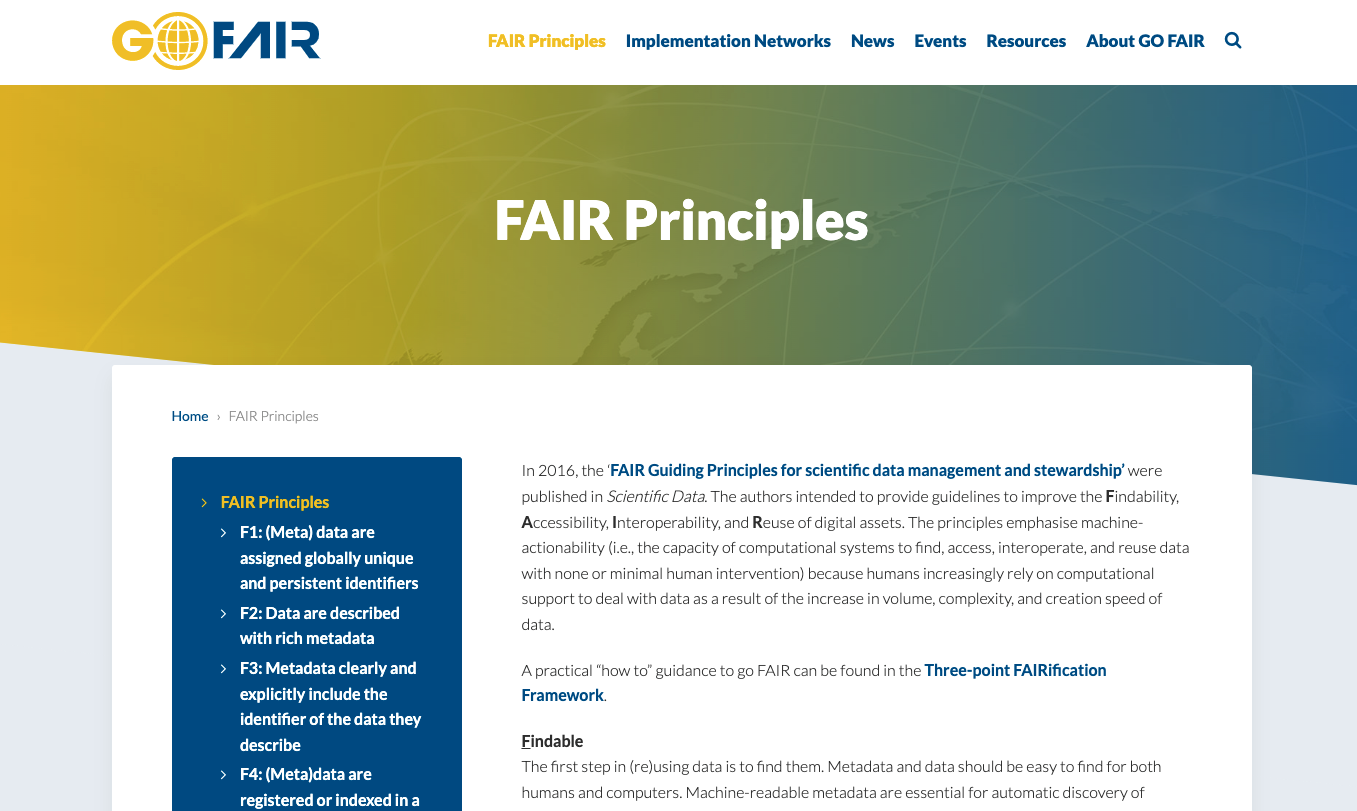 GO FAIR
FAIR Principles Implementation Networks News Events Resources About GO FAIR
FAIR Principles
Home › FAIR Principles
FAIR Principles
F1: (Meta) data are
assigned globally unique
and persistent identifiers
F2: Data are described
with rich metadata
F3: Metadata clearly and
explicitly include the
identifier of the data they
describe
F4: (Meta)data are
registered or indexed in a
In 2016, the ‘FAIR Guiding Principles for scientific data management and stewardship’ were
published in Scientific Data. The authors intended to provide guidelines to improve the Findability,
Accessibility, Interoperability, and Reuse of digital assets. The principles emphasise machine-
actionability (i.e., the capacity of computational systems to find, access, interoperate, and reuse data
with none or minimal human intervention) because humans increasingly rely on computational
support to deal with data as a result of the increase in volume, complexity, and creation speed of
data.
A practical “how to” guidance to go FAIR can be found in the Three-point FAIRification
Framework.
Findable
The first step in (re)using data is to find them. Metadata and data should be easy to find for both
humans and computers. Machine-readable metadata are essential for automatic discovery of